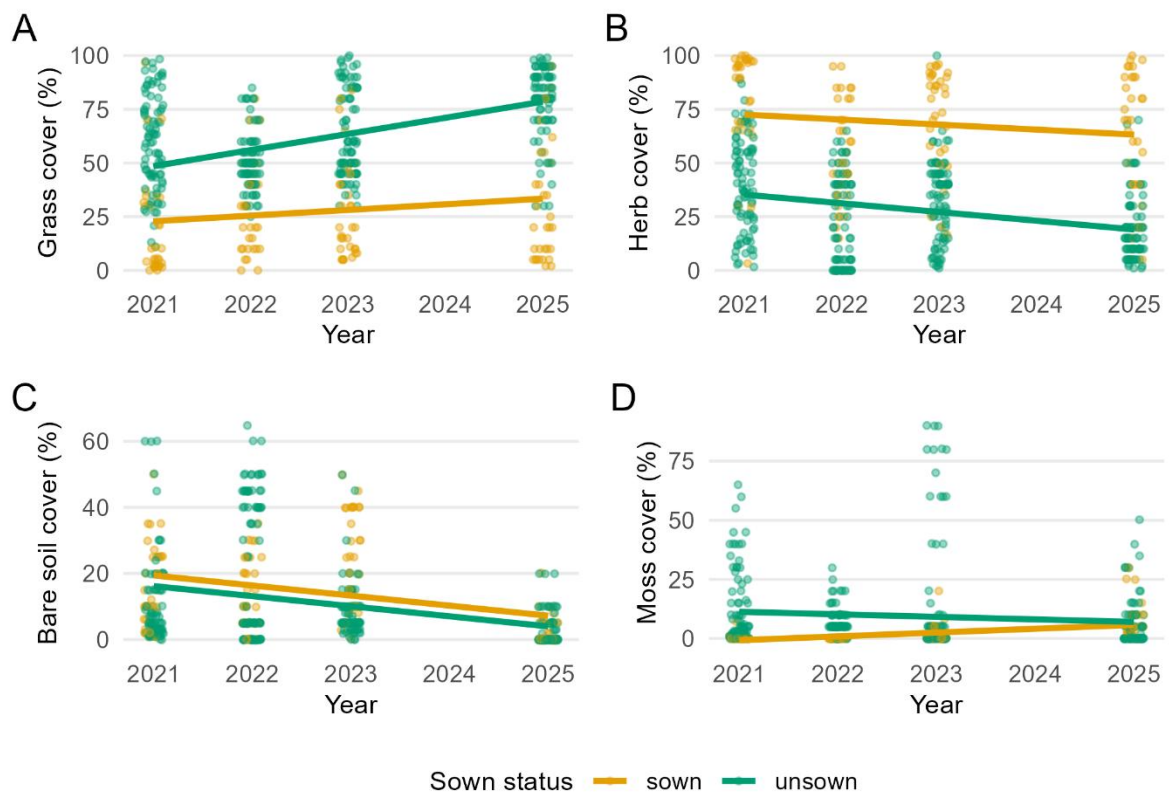 A
Grass cover (%)
100
75
50
25
0
2021 2022 2023 2024 2025
Year
B
Herb cover (%)
100
75
50
25
0
2021 2022 2023 2024 2025
Year
C
Bare soil cover (%)
60
40
20
0
2021 2022 2023 2024 2025
Year
D
Moss cover (%)
75
50
25
0
2021 2022 2023 2024 2025
Year
Sown status sown unsown